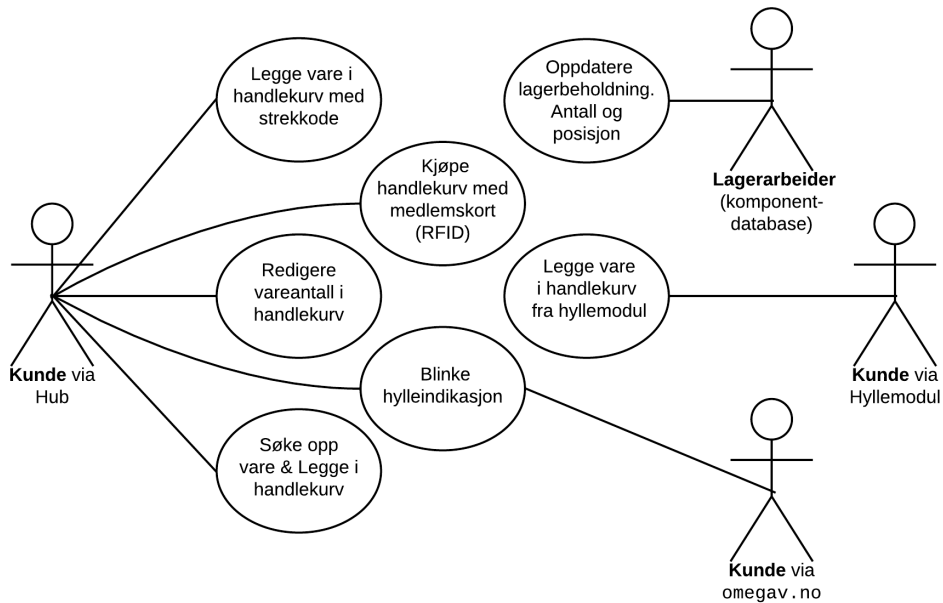 Legge vare i
handlekurv med
strekkode
Oppdatere
lagerbeholdning.
Antall og
posisjon
Kjøpe
handlekurv med
medlemskort
(RFID)
Lagerarbeider
(komponent-
database)
Redigere
vareantall i
handlekurv
Legge vare
i handlekurv
fra hyllemodul
Kunde via
Hub
Blinke
hylleindikasjon
Kunde via
Hyllemodul
Søke opp
vare & Legge i
handlekurv
Kunde via
omegav.no